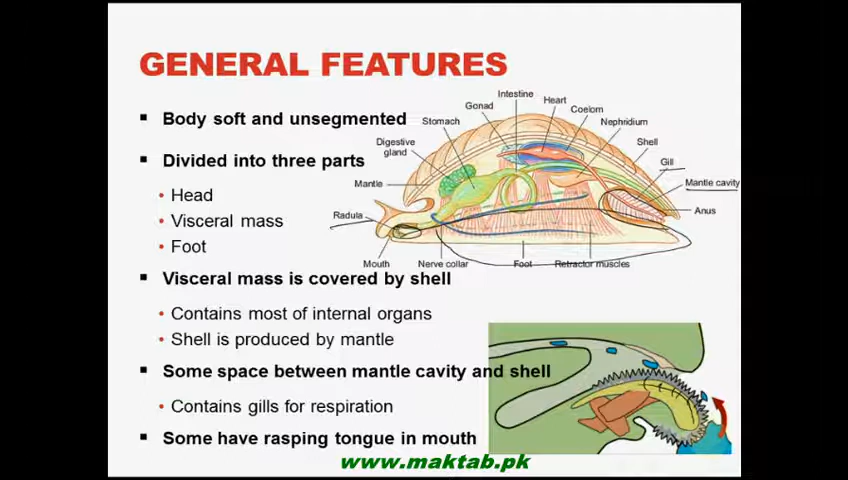 GENERAL FEATURES
Body soft and unsegmented
Divided into three parts
Head
Visceral mass
Foot
Visceral mass is covered by shell
Contains most of internal organs
Shell is produced by mantle
Some space between mantle cavity and shell
Contains gills for respiration
Some have rasping tongue in mouth
Intestine
Gonad
Heart
Stomach
Coelom
Nephridium
Digestive
gland
Shell
Gill
Mantle
Mantle cavity
Radula
Anus
Mouth
Nerve collar
Foot
Retractor muscles
www.maktab.pk